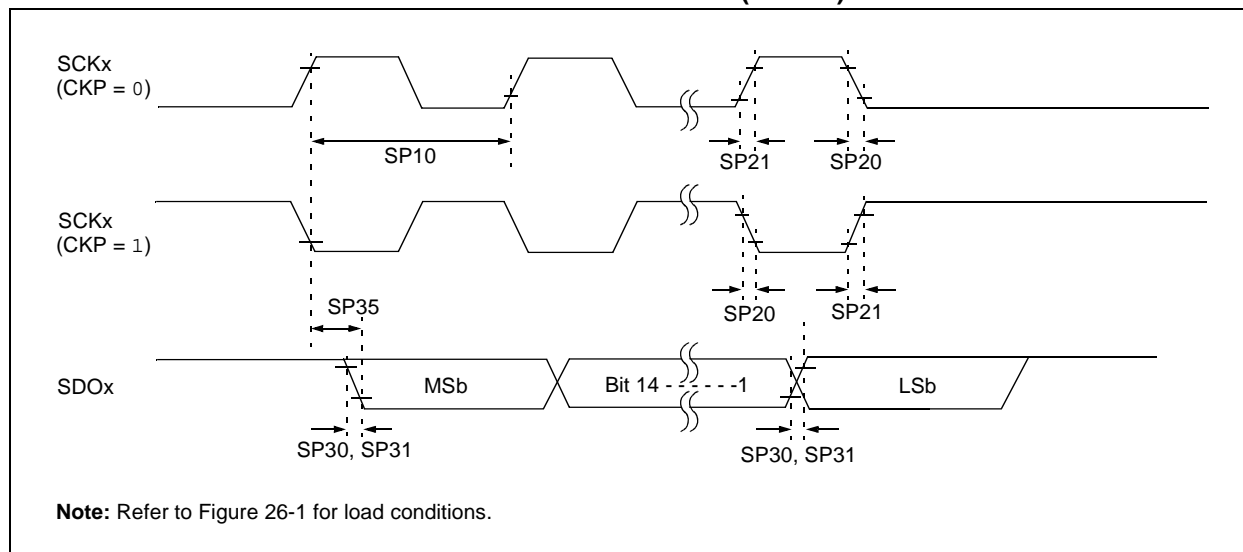 SCKx
(CKP = 0)
SP10
SP21
SP20
SCKx
(CKP = 1)
SP35
SP20
SP21
SDOx
MSb
Bit 14 - - - - - -1
LSb
SP30, SP31
SP30, SP31
Note: Refer to Figure 26-1 for load conditions.